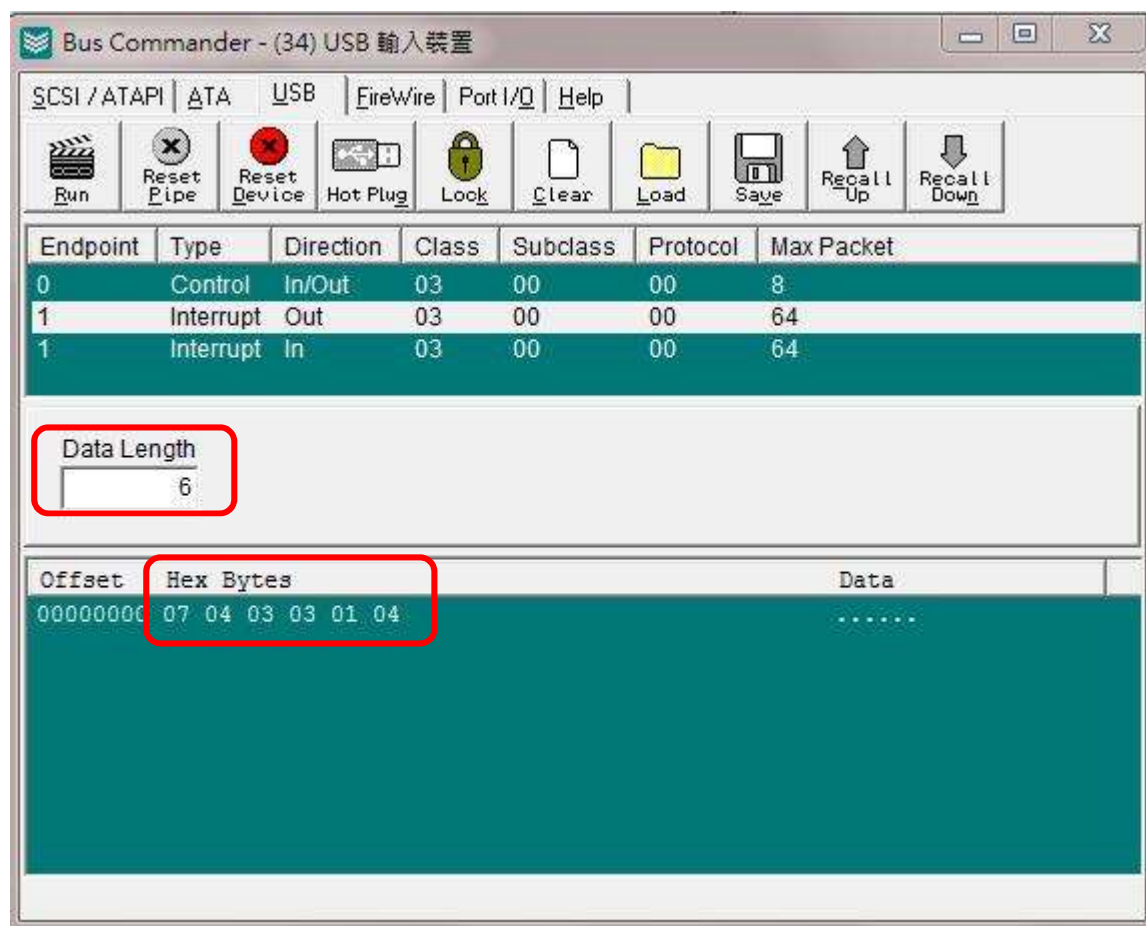 Bus Commander - (34) USB 輸入裝置
SCSI / ATAPI ATA USB FireWire Port I/O Help
Run Reset Pipe Reset Device Hot Plug Lock Clear Load Save Recall Up Recall Down
Endpoint Type Direction Class Subclass Protocol Max Packet
0 Control In/Out 03 00 00 8
1 Interrupt Out 03 00 00 64
1 Interrupt In 03 00 00 64
Data Length
6
Offset Hex Bytes Data
00000000 07 04 03 03 01 04 ......